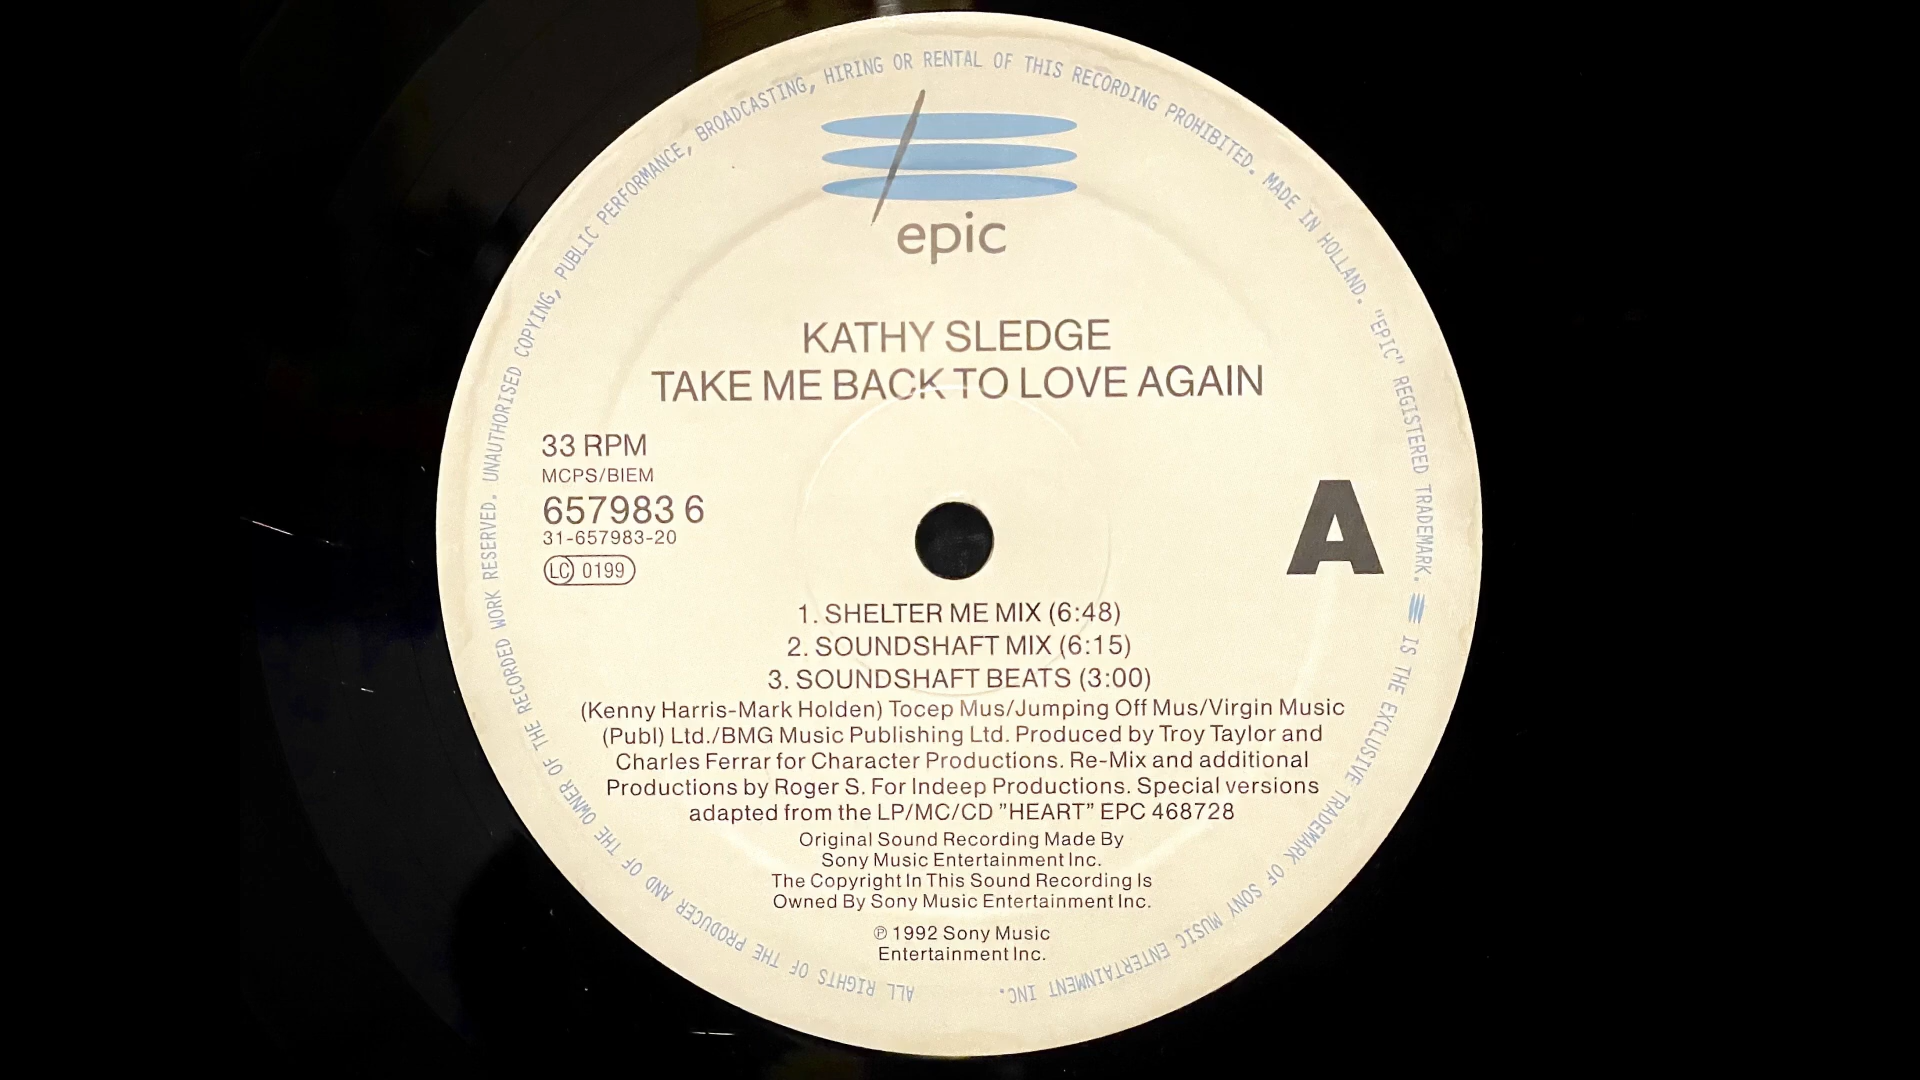 ALL RIGHTS OF THE PRODUCER AND OF THE OWNER OF THE RECORDED WORK RESERVED. UNAUTHORISED COPYING, PUBLIC PERFORMANCE, BROADCASTING, HIRING OR RENTAL OF THIS RECORDING PROHIBITED. MADE IN HOLLAND. "EPIC" REGISTERED TRADEMARK. IS THE EXCLUSIVE TRADEMARK OF SONY MUSIC ENTERTAINMENT INC.
epic
KATHY SLEDGE
TAKE ME BACK TO LOVE AGAIN
33 RPM
MCPS/BIEM
657983 6
31-657983-20
LC 0199
A
1. SHELTER ME MIX (6:48)
2. SOUNDSHAFT MIX (6:15)
3. SOUNDSHAFT BEATS (3:00)
(Kenny Harris-Mark Holden) Tocep Mus/Jumping Off Mus/Virgin Music
(Publ) Ltd./BMG Music Publishing Ltd. Produced by Troy Taylor and
Charles Ferrar for Character Productions. Re-Mix and additional
Productions by Roger S. For Indeep Productions. Special versions
adapted from the LP/MC/CD ”HEART” EPC 468728
Original Sound Recording Made By
Sony Music Entertainment Inc.
The Copyright In This Sound Recording Is
Owned By Sony Music Entertainment Inc.
℗ 1992 Sony Music
Entertainment Inc.